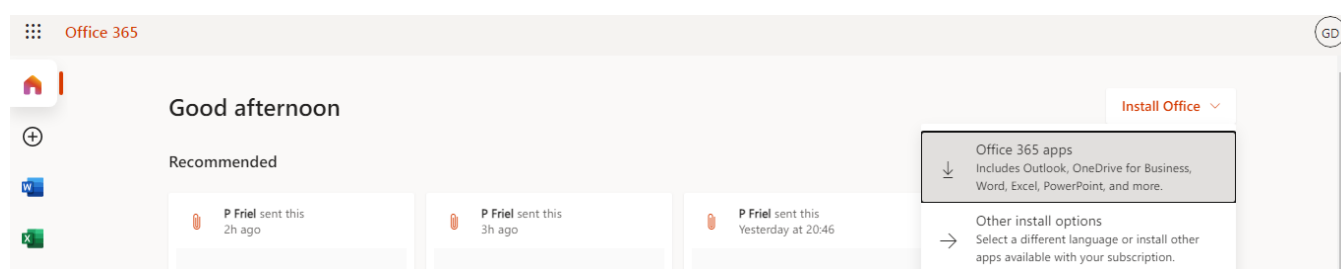 Office 365
GD
Good afternoon
Install Office
Recommended
Office 365 apps
Includes Outlook, OneDrive for Business,
Word, Excel, PowerPoint, and more.
W
X
P Friel sent this
2h ago
P Friel sent this
3h ago
P Friel sent this
Yesterday at 20:46
Other install options
Select a different language or install other
apps available with your subscription.